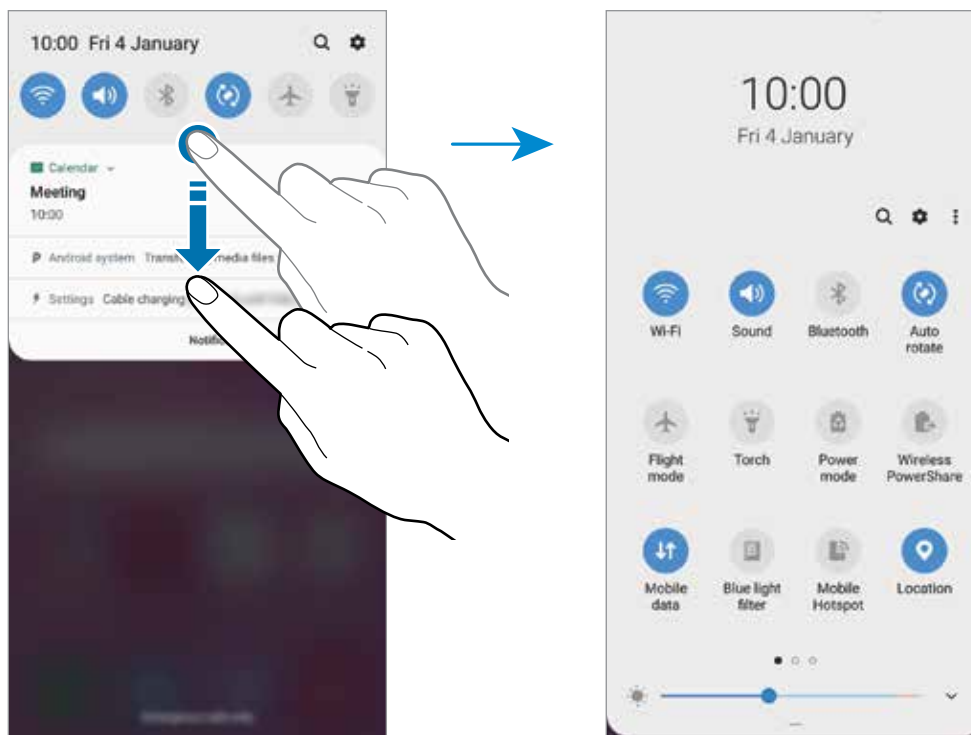 10:00 Fri 4 January
Calendar
Meeting
10:00
Android system
media files
Settings Cable charging
10:00
Fri 4 January
Wi-Fi Sound Bluetooth Auto
rotate
Flight Torch Power Wireless
mode mode PowerShare
Mobile Blue light Mobile Location
data filter Hotspot